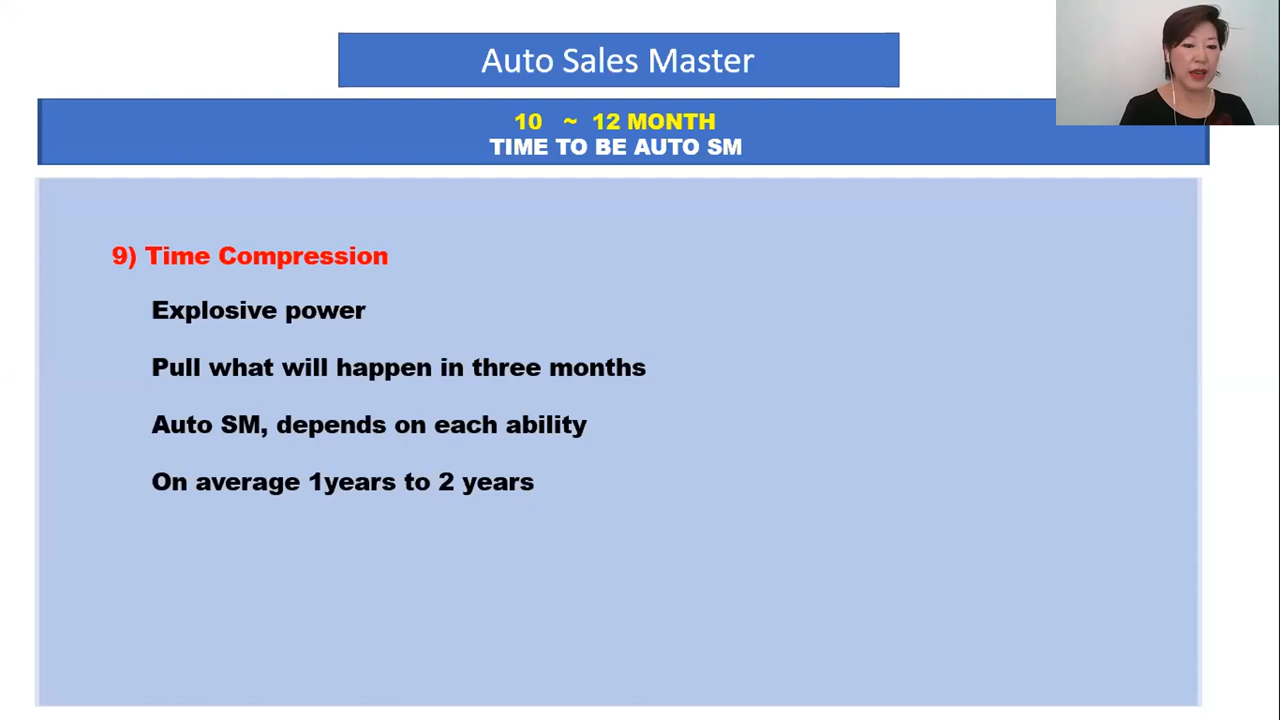 Auto Sales Master
10 ~ 12 MONTH
TIME TO BE AUTO SM
9) Time Compression
Explosive power
Pull what will happen in three months
Auto SM, depends on each ability
On average 1years to 2 years